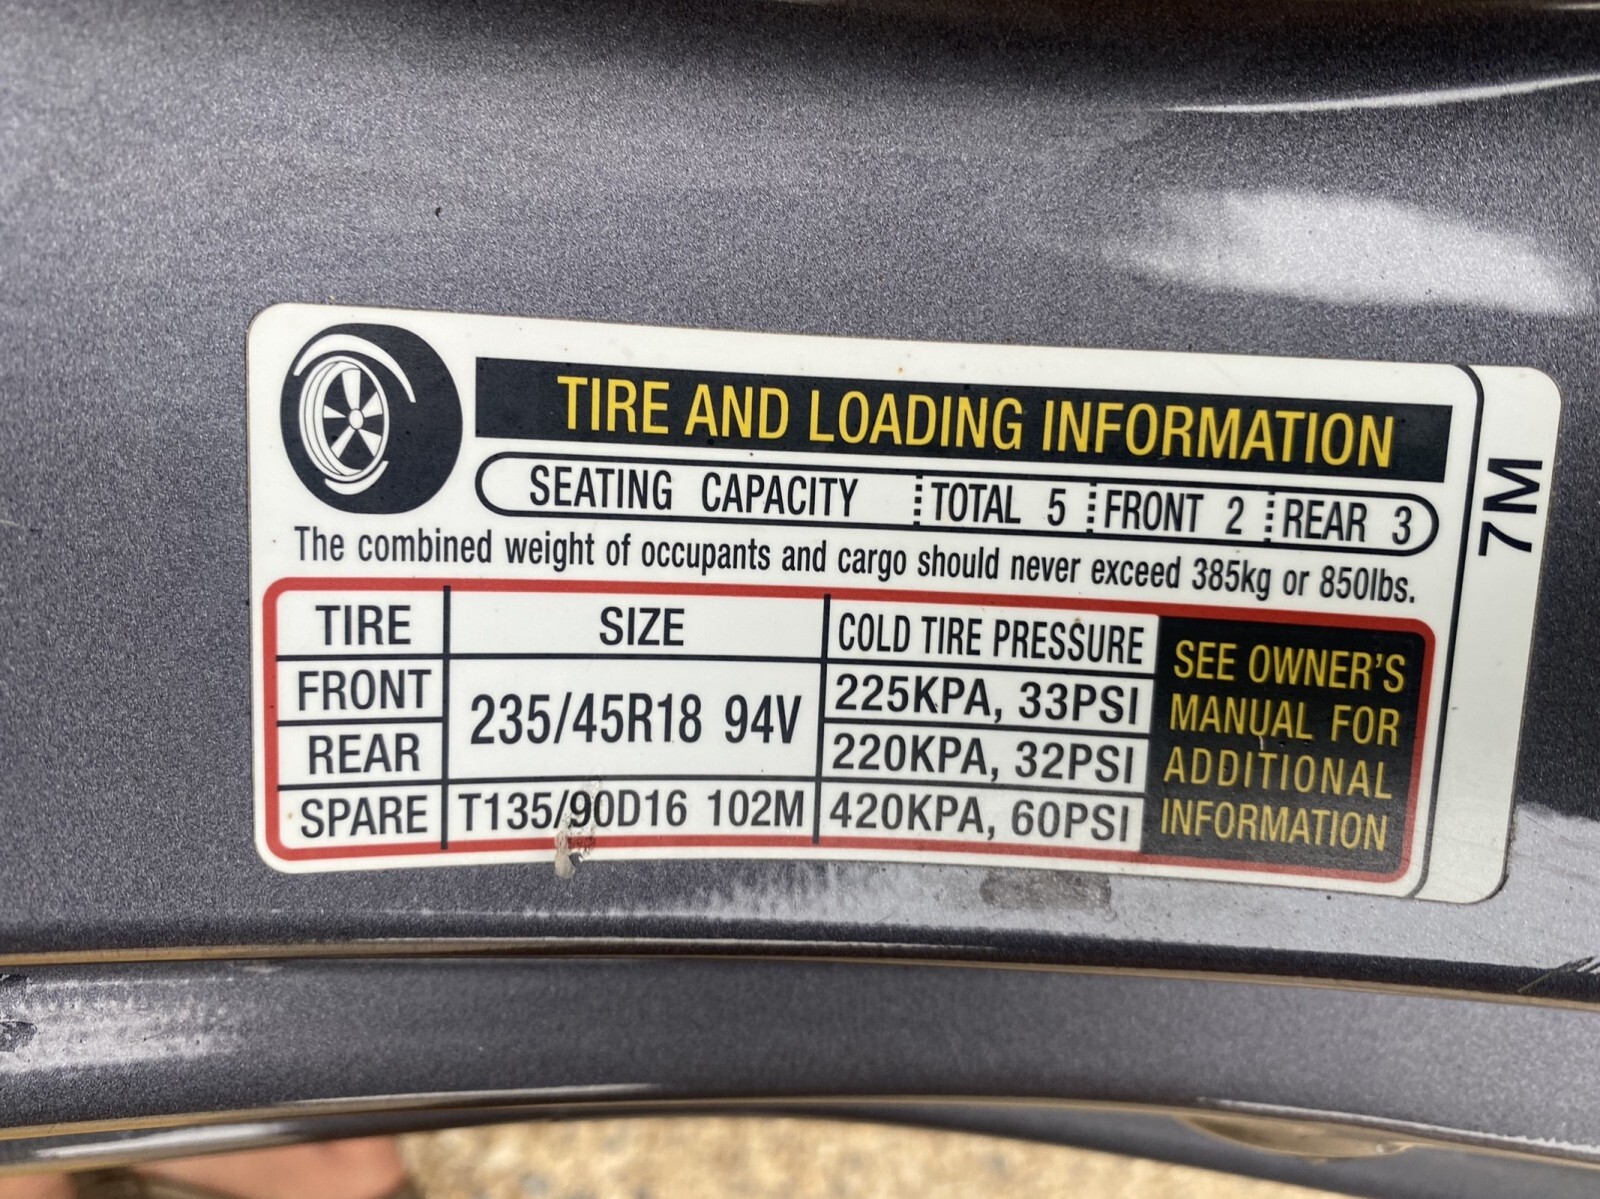 TIRE AND LOADING INFORMATION
SEATING CAPACITY TOTAL 5 FRONT 2 REAR 3
The combined weight of occupants and cargo should never exceed 385kg or 850lbs.
TIRE SIZE COLD TIRE PRESSURE
FRONT 235/45R18 94V 225KPA, 33PSI
REAR 220KPA, 32PSI
SPARE T135/90D16 102M 420KPA, 60PSI
SEE OWNER'S
MANUAL FOR
ADDITIONAL
INFORMATION
7M